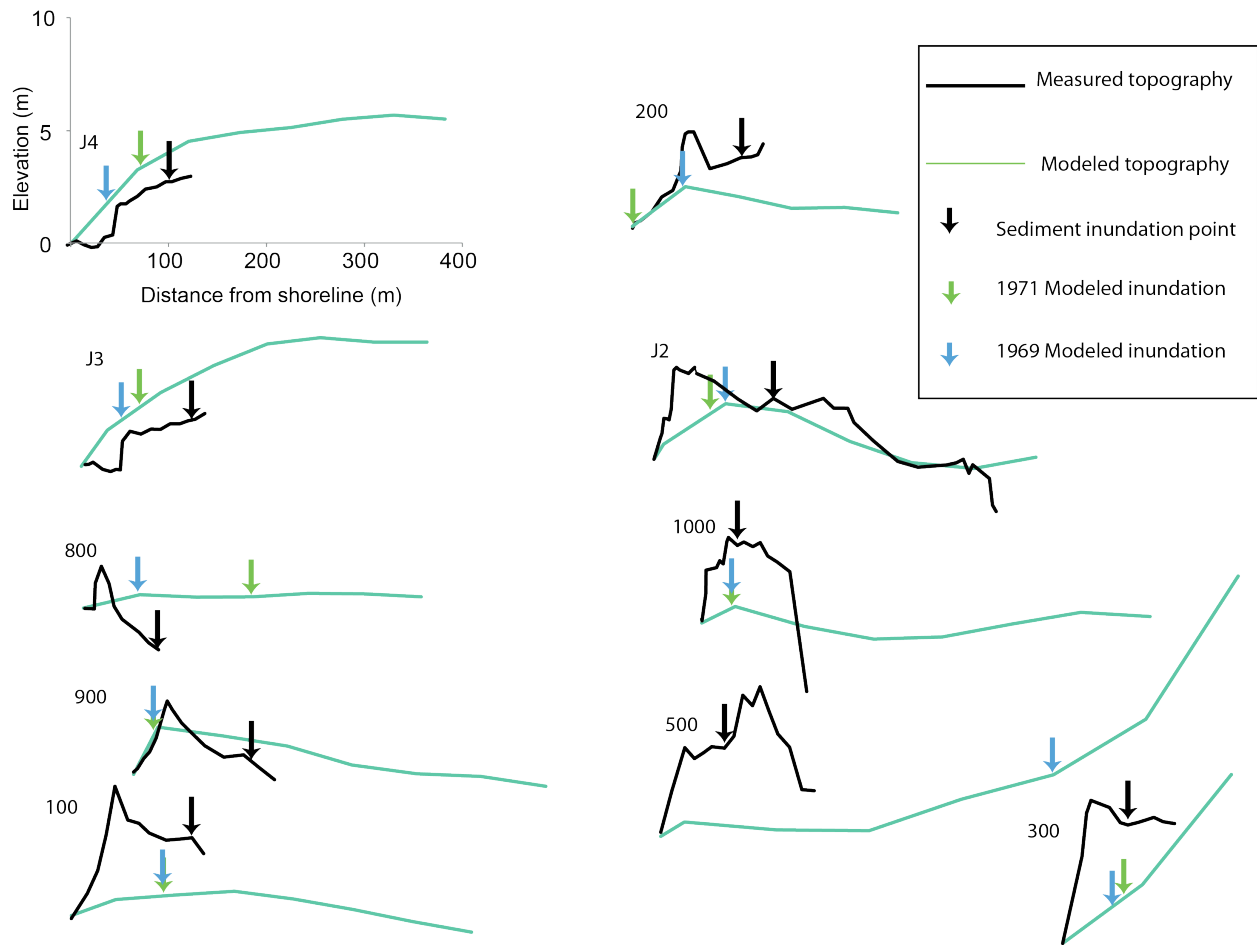 10
5
0
Elevation (m)
J4
100 200 300 400
Distance from shoreline (m)
200
Measured topography
Modeled topography
Sediment inundation point
1971 Modeled inundation
1969 Modeled inundation
J3
J2
800
1000
900
500
100
300